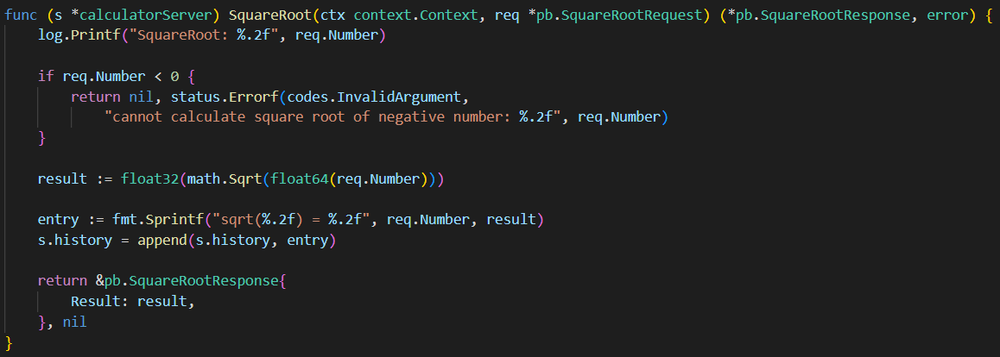 func (s *calculatorServer) SquareRoot(ctx context.Context, req *pb.SquareRootRequest) (*pb.SquareRootResponse, error) {
    log.Printf("SquareRoot: %.2f", req.Number)

    if req.Number < 0 {
        return nil, status.Errorf(codes.InvalidArgument,
            "cannot calculate square root of negative number: %.2f", req.Number)
    }

    result := float32(math.Sqrt(float64(req.Number)))

    entry := fmt.Sprintf("sqrt(%.2f) = %.2f", req.Number, result)
    s.history = append(s.history, entry)

    return &pb.SquareRootResponse{
        Result: result,
    }, nil
}